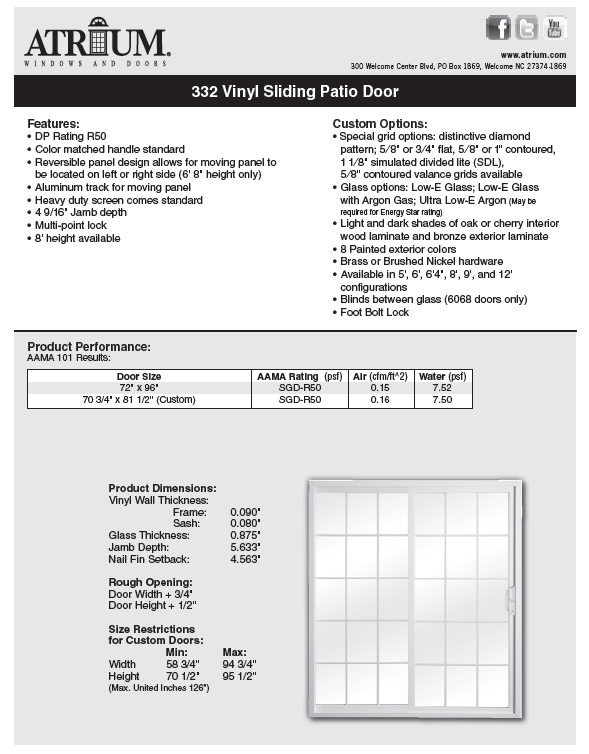 ATRIUM®
WINDOWS AND DOORS
f
t
You
Tube
www.atrium.com
300 Welcome Center Blvd, PO Box 1869, Welcome NC 27374-1869
332 Vinyl Sliding Patio Door
Features:
• DP Rating R50
• Color matched handle standard
• Reversible panel design allows for moving panel to
be located on left or right side (6' 8" height only)
• Aluminum track for moving panel
• Heavy duty screen comes standard
• 4 9/16" Jamb depth
• Multi-point lock
• 8' height available
Custom Options:
• Special grid options: distinctive diamond
pattern; 5/8" or 3/4" flat, 5/8" or 1" contoured,
1 1/8" simulated divided lite (SDL),
5/8" contoured valance grids available
• Glass options: Low-E Glass; Low-E Glass
with Argon Gas; Ultra Low-E Argon (May be
required for Energy Star rating)
• Light and dark shades of oak or cherry interior
wood laminate and bronze exterior laminate
• 8 Painted exterior colors
• Brass or Brushed Nickel hardware
• Available in 5', 6', 6'4", 8', 9', and 12'
configurations
• Blinds between glass (6068 doors only)
• Foot Bolt Lock
Product Performance:
AAMA 101 Results:
Door Size AAMA Rating (psf) Air (cfm/ft^2) Water (psf)
72" x 96" SGD-R50 0.15 7.52
70 3/4" x 81 1/2" (Custom) SGD-R50 0.16 7.50
Product Dimensions:
Vinyl Wall Thickness:
Frame: 0.090"
Sash: 0.080"
Glass Thickness: 0.875"
Jamb Depth: 5.633"
Nail Fin Setback: 4.563"
Rough Opening:
Door Width + 3/4"
Door Height + 1/2"
Size Restrictions
for Custom Doors:
Min: Max:
Width 58 3/4" 94 3/4"
Height 70 1/2" 95 1/2"
(Max. United Inches 126")